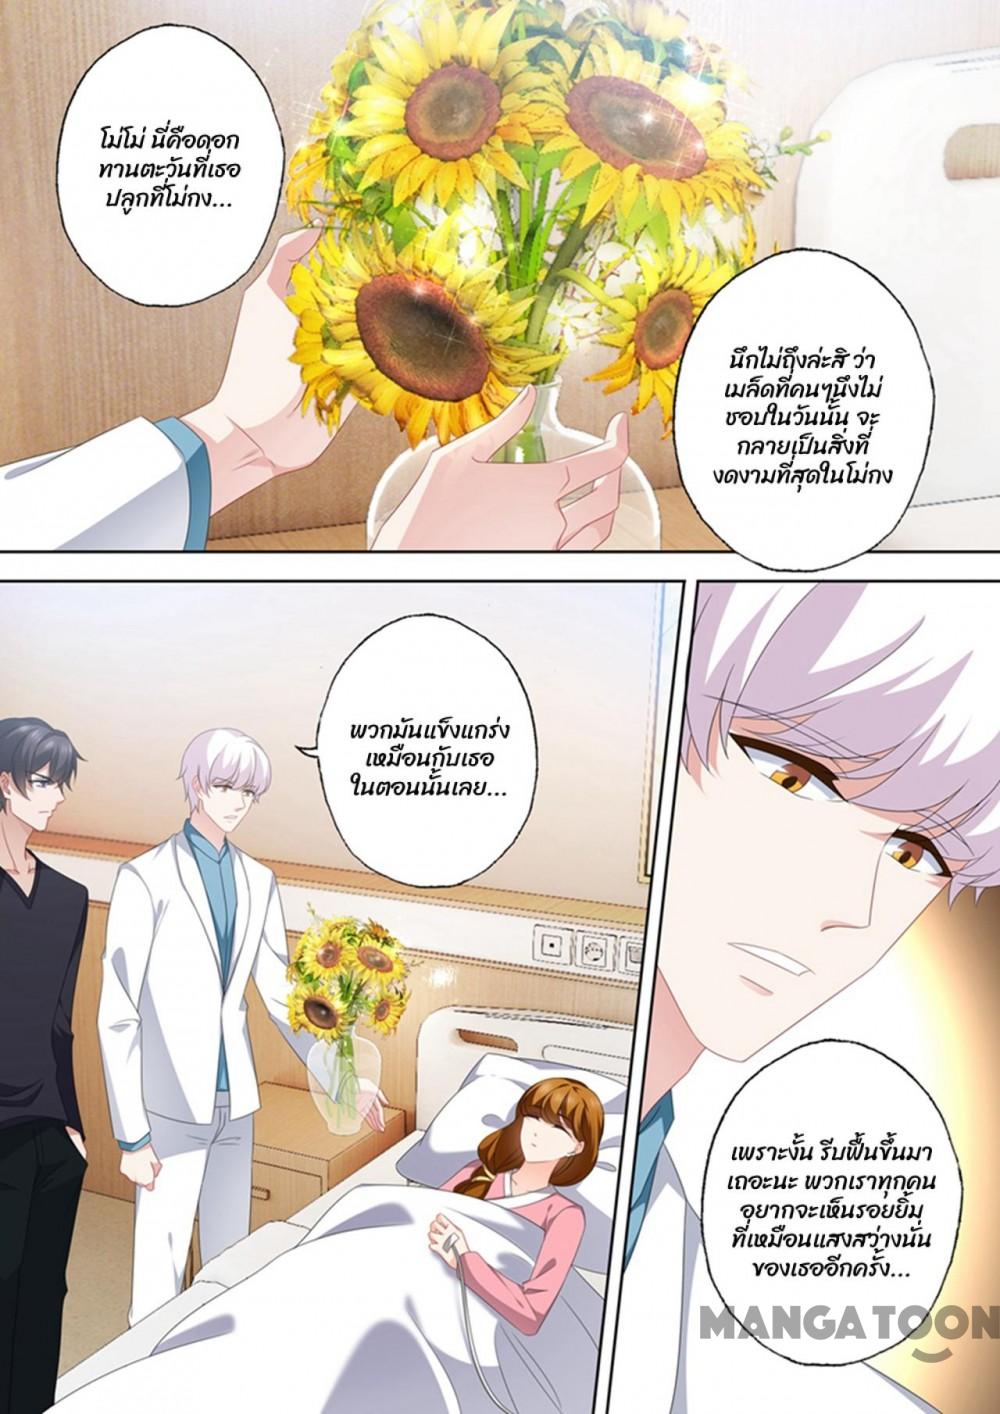 โม่โม่ นี่คือดอก
ทานตะวันที่เธอ
ปลูกที่โม่กง...
นึกไม่ถึงล่ะสิ ว่า
เมล็ดที่คนๆนึงไม่
ชอบในวันนั้น จะ
กลายเป็นสิ่งที่
งดงามที่สุดในโม่กง
พวกมันแข็งแกร่ง
เหมือนกับเธอ
ในตอนนั้นเลย...
เพราะงั้น รีบฟื้นขึ้นมา
เถอะนะ พวกเราทุกคน
อยากจะเห็นรอยยิ้ม
ที่เหมือนแสงสว่างนั่น
ของเธออีกครั้ง...
MANGATOON